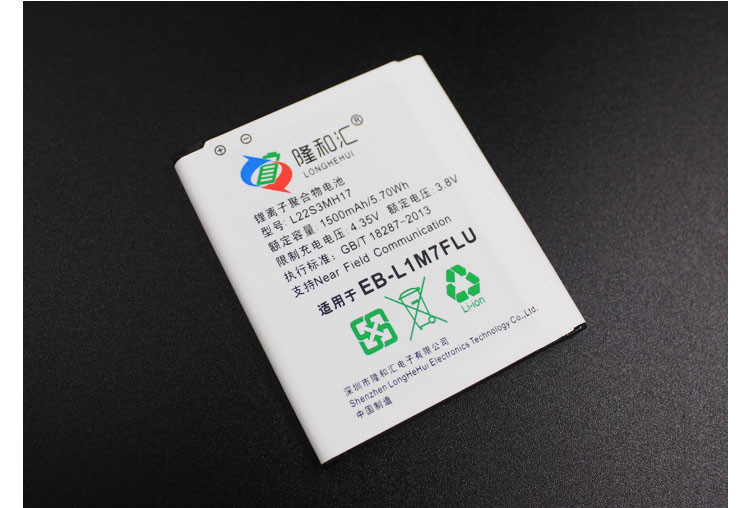 ⊕ ⊖
隆和汇®
LONGHEHUI
锂离子聚合物电池
型号: L22S3MH17
额定容量: 1500mAh/5.70Wh
限制充电电压: 4.35V 额定电压: 3.8V
执行标准: GB/T 18287-2013
支持Near Field Communication
适用于 EB-L1M7FLU
Li-ion
深圳市隆和汇电子有限公司
Shenzhen LongHeHui Electronics Technology Co.,Ltd.
中国制造